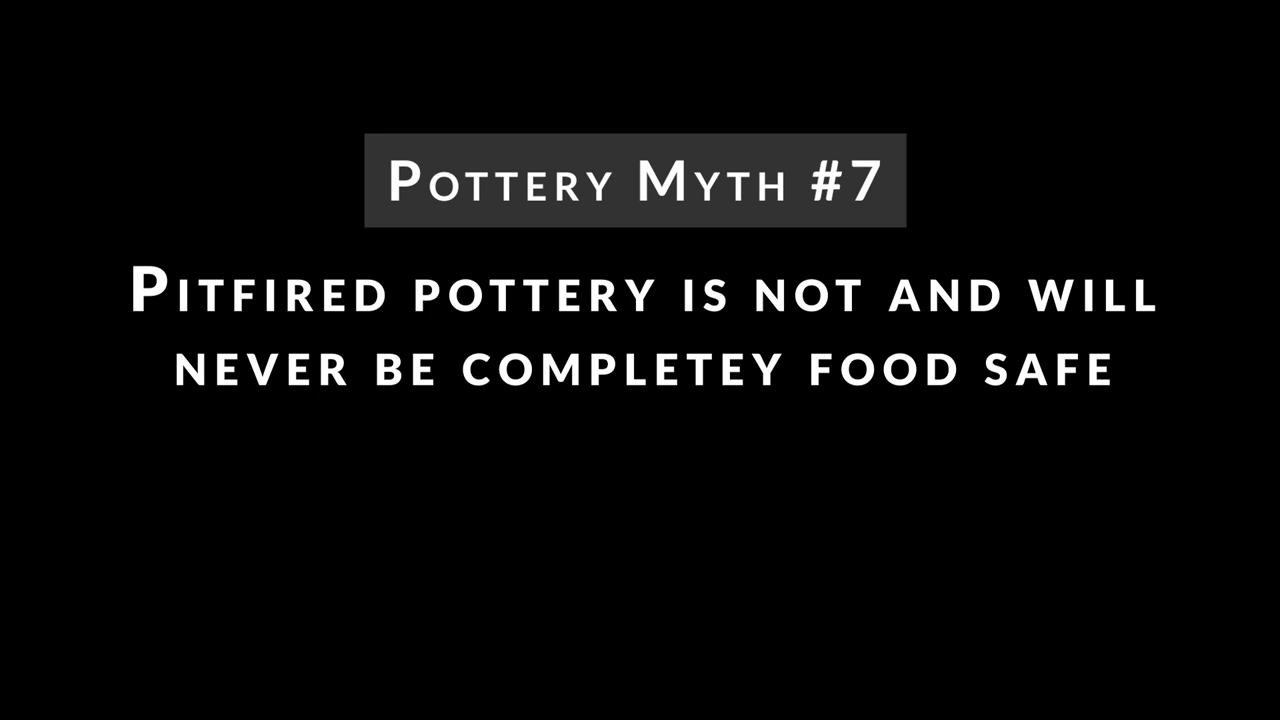 Pottery Myth #7
Pitfired pottery is not and will
never be completey food safe